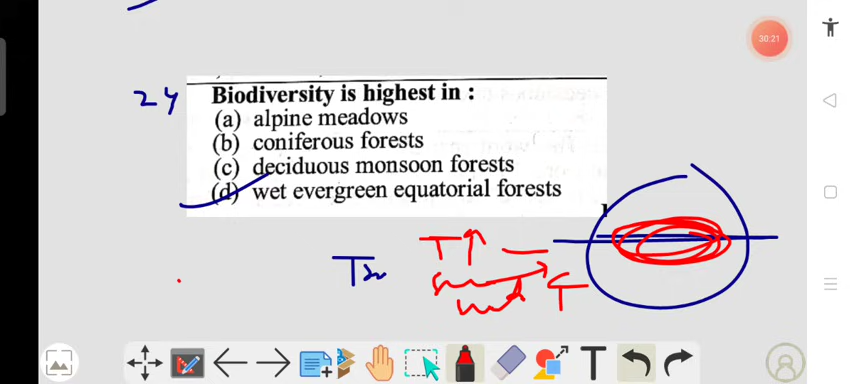 30:21
24 Biodiversity is highest in :
(a) alpine meadows
(b) coniferous forests
(c) deciduous monsoon forests
(d) wet evergreen equatorial forests
T↑
T